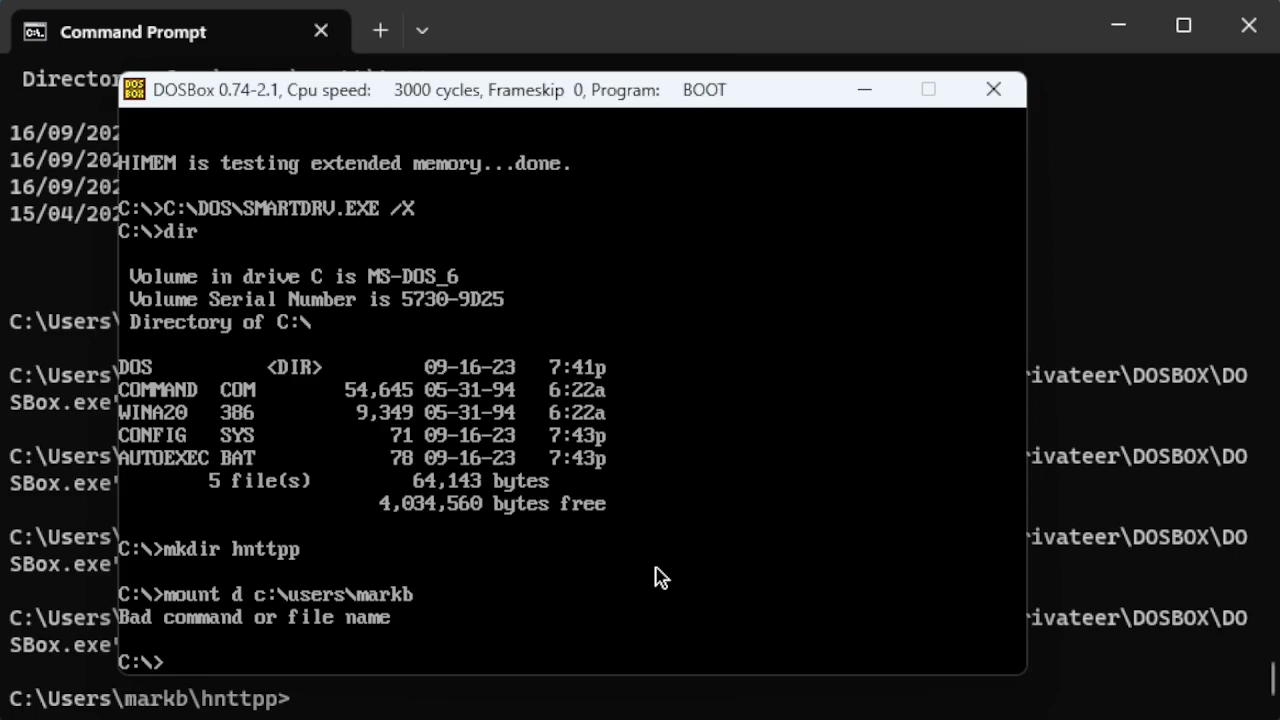 Command Prompt
Director
DOSBox 0.74-2.1, Cpu speed: 3000 cycles, Frameskip 0, Program: BOOT
16/09/202
16/09/202
16/09/202
15/04/202
HIMEM is testing extended memory...done.
C:\>C:\DOS\SMARTDRV.EXE /X
C:\>dir
Volume in drive C is MS-DOS_6
Volume Serial Number is 5730-9D25
Directory of C:\
DOS <DIR> 09-16-23 7:41p
COMMAND COM 54,645 05-31-94 6:22a
WINA20 386 9,349 05-31-94 6:22a
CONFIG SYS 71 09-16-23 7:43p
AUTOEXEC BAT 78 09-16-23 7:43p
5 file(s) 64,143 bytes
4,034,560 bytes free
C:\>mkdir hnttpp
C:\>mount d c:\users\markb
Bad command or file name
C:\>
C:\Users\
C:\Users\ rivateer\DOSBOX\DO
SBox.exe"
C:\Users\ rivateer\DOSBOX\DO
SBox.exe"
C:\Users\ rivateer\DOSBOX\DO
SBox.exe"
C:\Users\ rivateer\DOSBOX\DO
SBox.exe"
C:\Users\markb\hnttpp>